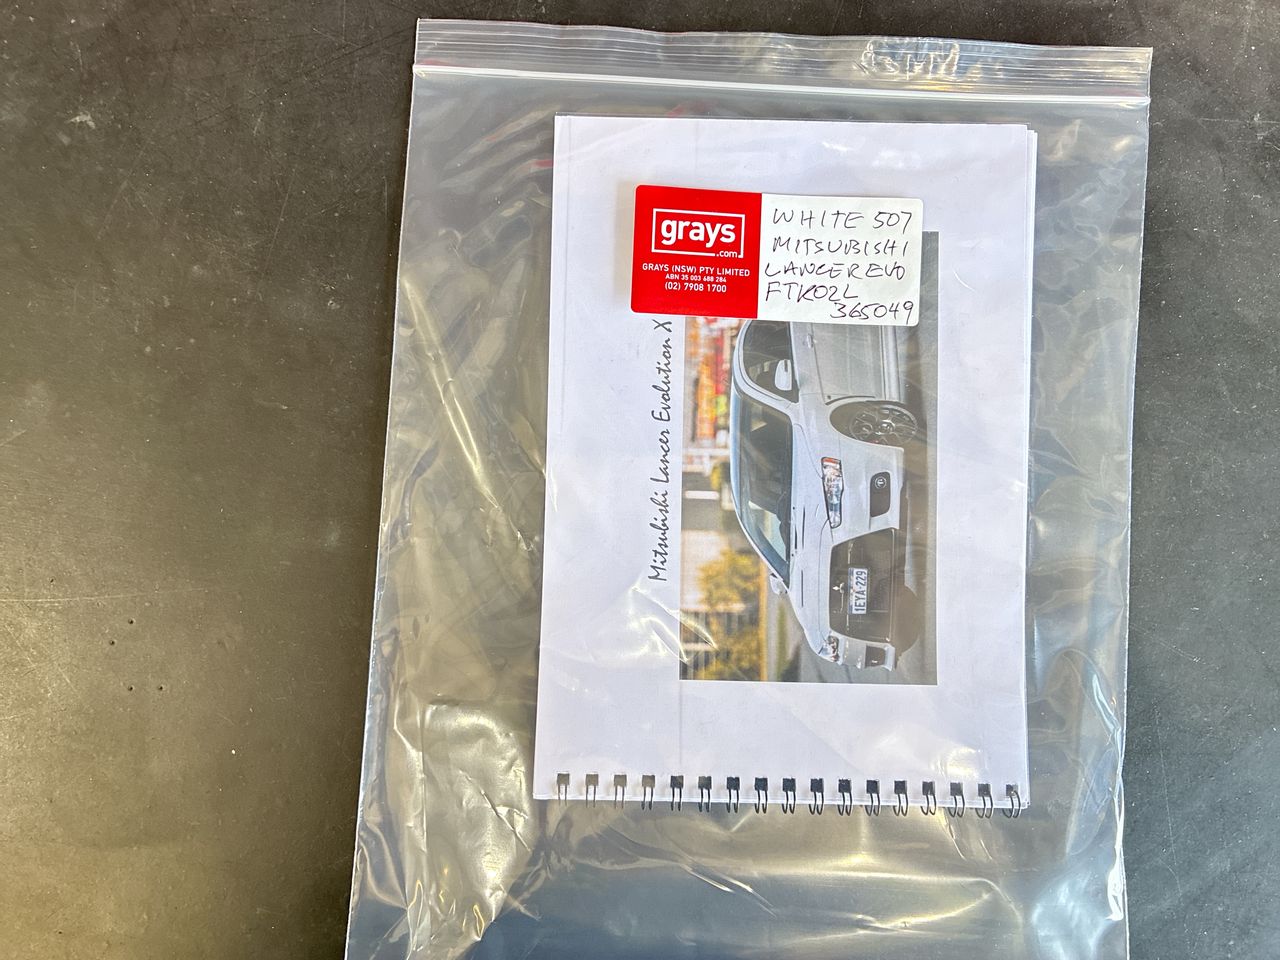 grays
.com
GRAYS (NSW) PTY LIMITED
ABN 35 003 688 284
(02) 7908 1700
WHITE 507
MITSUBISHI
LANCER EVO
FTK02L
365049
Mitsubishi Lancer Evolution X
1EYA·229